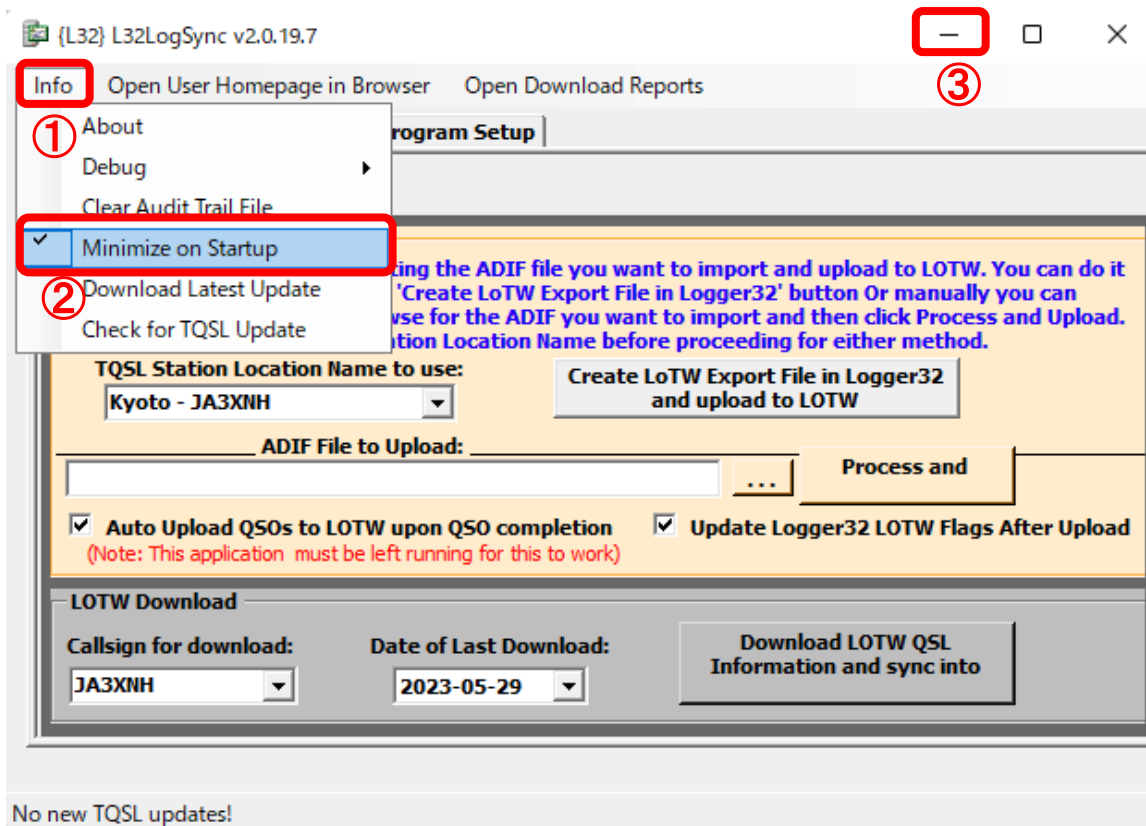 {L32} L32LogSync v2.0.19.7
③
Info Open User Homepage in Browser Open Download Reports
①
About
rogram Setup
Debug
Clear Audit Trail File
Minimize on Startup
②
Download Latest Update
Check for TQSL Update
ting the ADIF file you want to import and upload to LOTW. You can do it
'Create LoTW Export File in Logger32' button Or manually you can
wse for the ADIF you want to import and then click Process and Upload.
tion Location Name before proceeding for either method.
TQSL Station Location Name to use:
Kyoto - JA3XNH
Create LoTW Export File in Logger32
and upload to LOTW
ADIF File to Upload:
...
Process and
Auto Upload QSOs to LOTW upon QSO completion
Update Logger32 LOTW Flags After Upload
(Note: This application must be left running for this to work)
LOTW Download
Callsign for download:
Date of Last Download:
Download LOTW QSL
Information and sync into
JA3XNH
2023-05-29
No new TQSL updates!